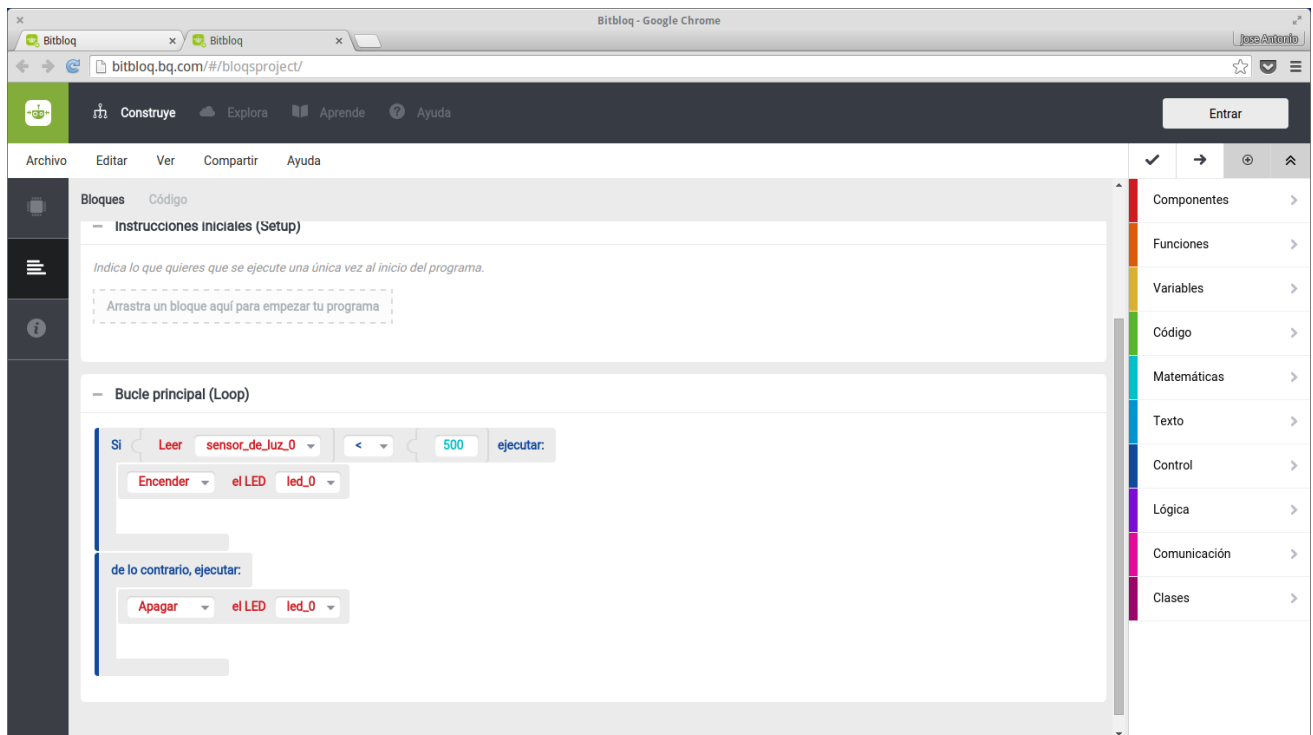 Bitbloq - Google Chrome
Bitbloq
Bitbloq
Jose Antonio
bitbloq.bq.com/#/bloqsproject/
Construye Explora Aprende Ayuda
Entrar
Archivo Editar Ver Compartir Ayuda
Bloques Código
Instrucciones iniciales (Setup)
Indica lo que quieres que se ejecute una única vez al inicio del programa.
Arrastra un bloque aquí para empezar tu programa
Bucle principal (Loop)
Si Leer sensor_de_luz_0 < 500 ejecutar:
Encender el LED led_0
de lo contrario, ejecutar:
Apagar el LED led_0
Componentes
Funciones
Variables
Código
Matemáticas
Texto
Control
Lógica
Comunicación
Clases